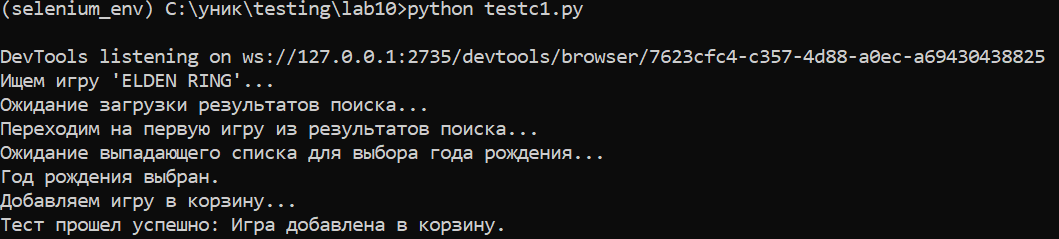 (selenium_env) C:\уник\testing\lab10>python testc1.py
DevTools listening on ws://127.0.0.1:2735/devtools/browser/7623cfc4-c357-4d88-a0ec-a69430438825
Ищем игру 'ELDEN RING'...
Ожидание загрузки результатов поиска...
Переходим на первую игру из результатов поиска...
Ожидание выпадающего списка для выбора года рождения...
Год рождения выбран.
Добавляем игру в корзину...
Тест прошел успешно: Игра добавлена в корзину.